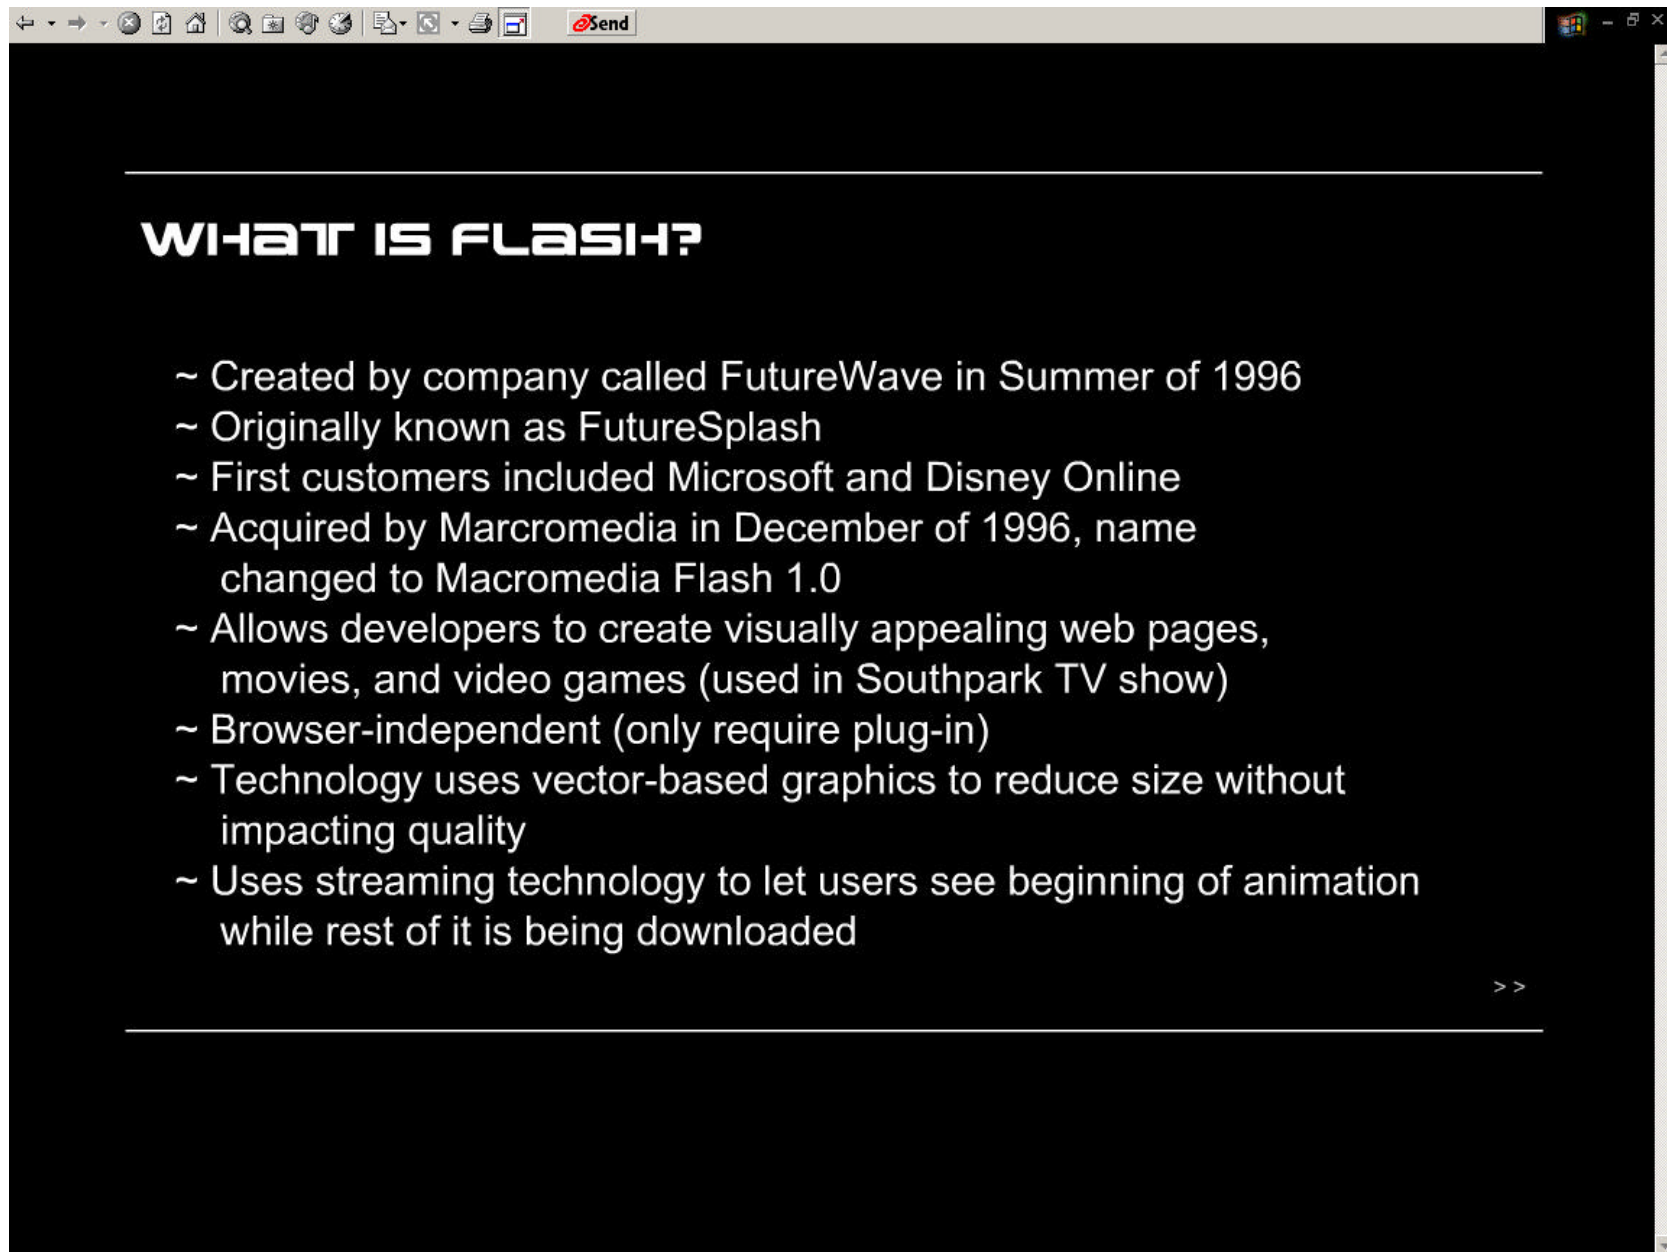 Send
WHAT IS FLASH?
~ Created by company called FutureWave in Summer of 1996
~ Originally known as FutureSplash
~ First customers included Microsoft and Disney Online
~ Acquired by Marcromedia in December of 1996, name
changed to Macromedia Flash 1.0
~ Allows developers to create visually appealing web pages,
movies, and video games (used in Southpark TV show)
~ Browser-independent (only require plug-in)
~ Technology uses vector-based graphics to reduce size without
impacting quality
~ Uses streaming technology to let users see beginning of animation
while rest of it is being downloaded
> >